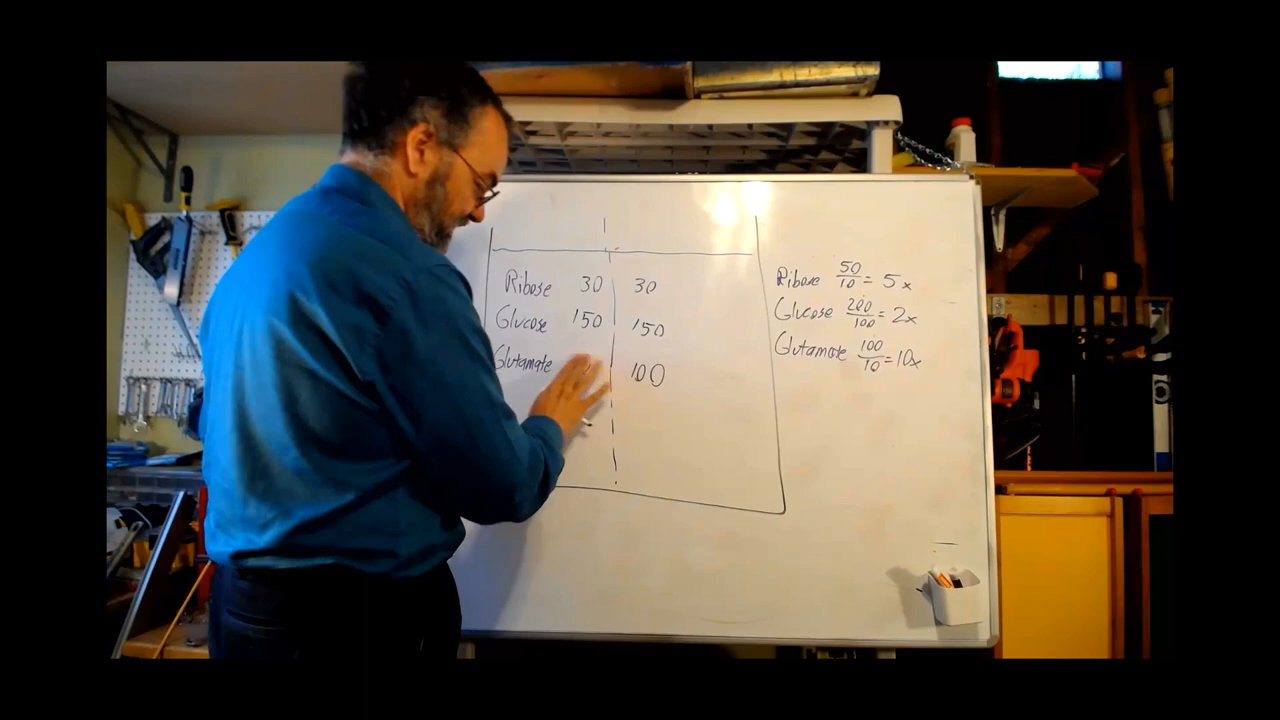 Ribose 30 30
Glucose 150 150
Glutamate 100
Ribose 50/10 = 5x
Glucose 200/100 = 2x
Glutamate 100/10 = 10x